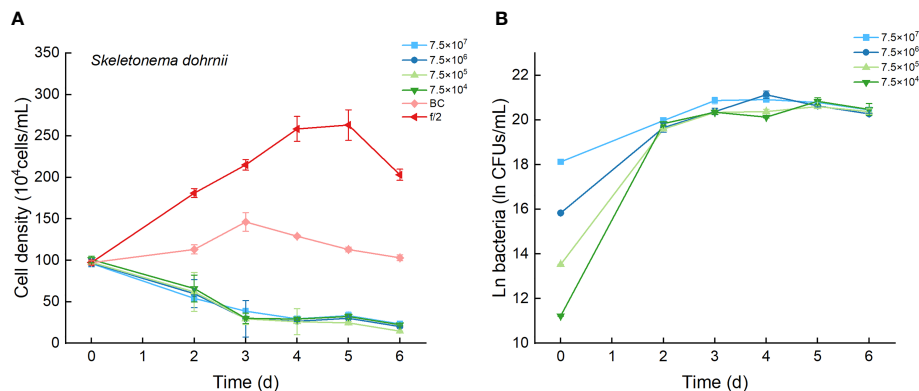 A
Skeletonema dohrnii
7.5×10⁷
7.5×10⁶
7.5×10⁵
7.5×10⁴
BC
f/2
Cell density (10⁴cells/mL)
350
300
250
200
150
100
50
0
0 1 2 3 4 5 6
Time (d)
B
7.5×10⁷
7.5×10⁶
7.5×10⁵
7.5×10⁴
Ln bacteria (ln CFUs/mL)
22
20
18
16
14
12
10
0 1 2 3 4 5 6
Time (d)